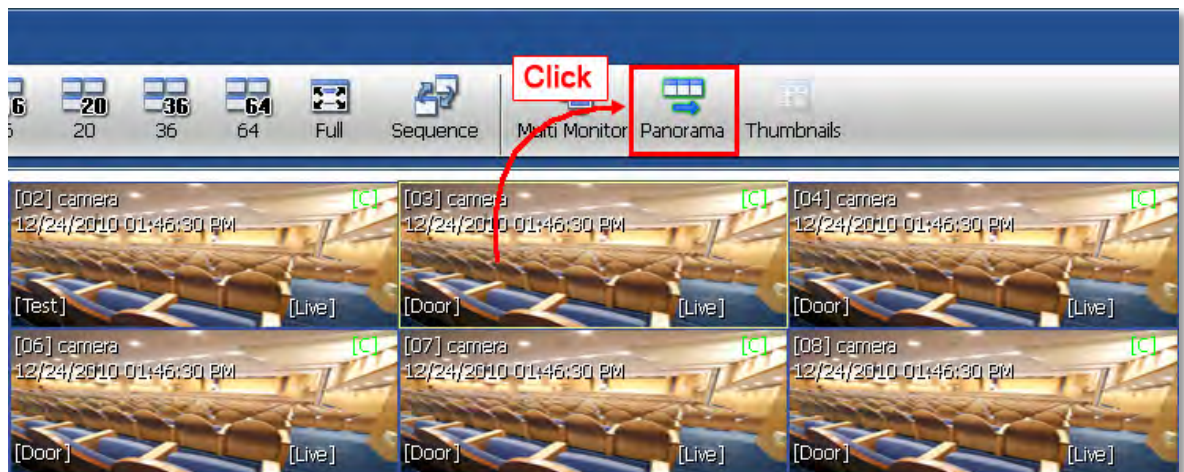 Click
6 20 36 64
6 20 36 64 Full Sequence Multi Monitor Panorama Thumbnails
[02] camera [C] [03] camera [C] [04] camera [C]
12/24/2010 01:46:30 PM 12/24/2010 01:46:30 PM 12/24/2010 01:46:30 PM
[Test] [Live] [Door] [Live] [Door] [Live]
[06] camera [C] [07] camera [C] [08] camera [C]
12/24/2010 01:46:30 PM 12/24/2010 01:46:30 PM 12/24/2010 01:46:30 PM
[Door] [Live] [Door] [Live] [Door] [Live]